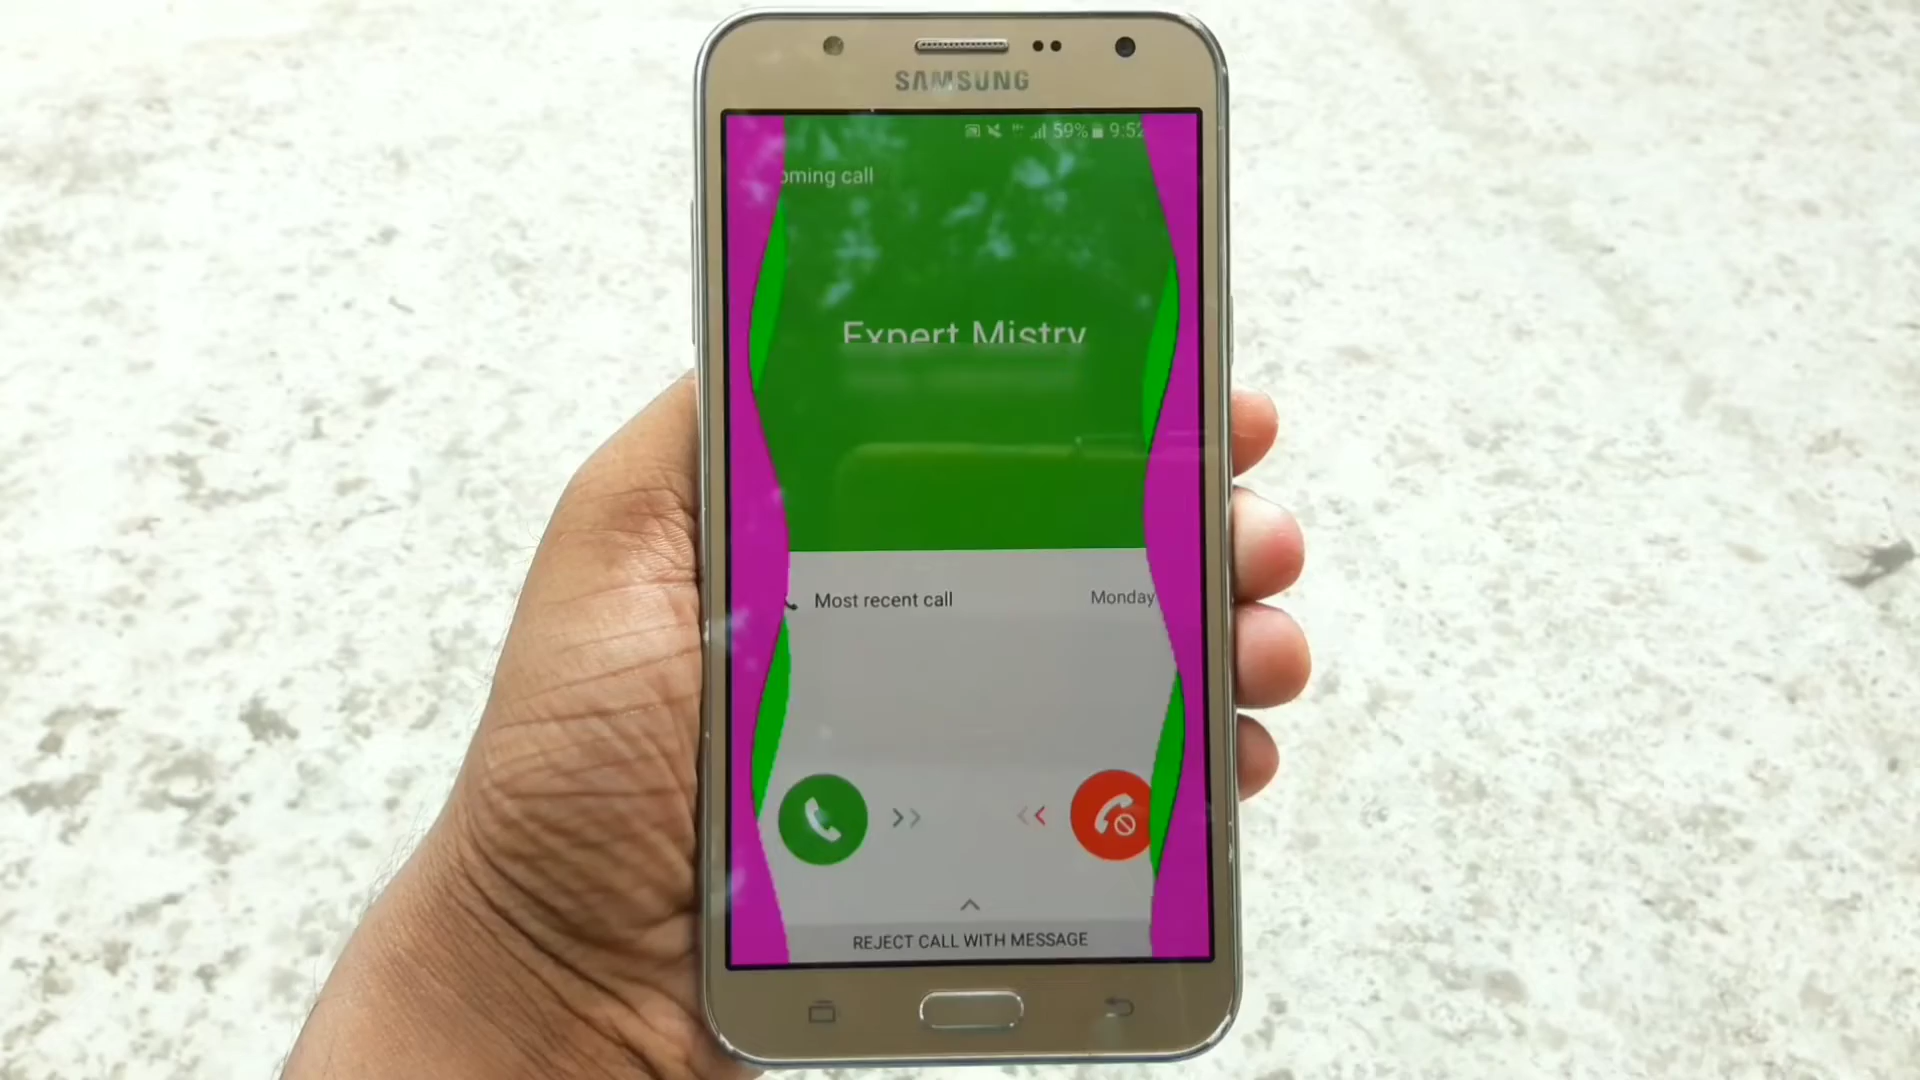 SAMSUNG
59% 9:52
oming call
Expert Mistry
Most recent call Monday
REJECT CALL WITH MESSAGE